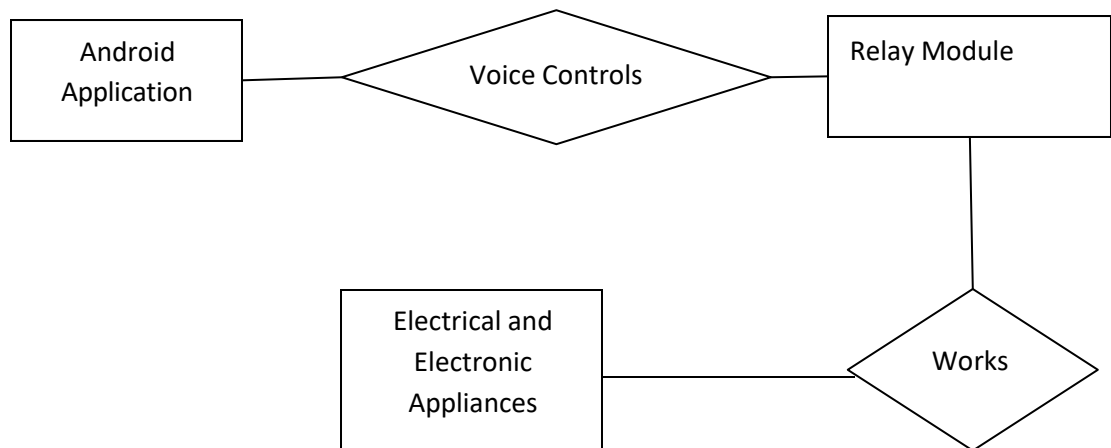 Android
Application
Voice Controls
Relay Module
Electrical and
Electronic
Appliances
Works